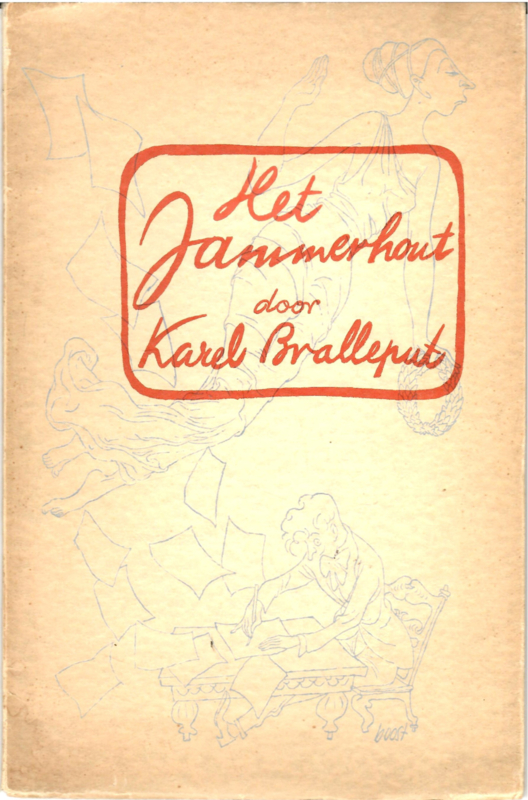 Het
Jammerhout
door
Karel Bralleput